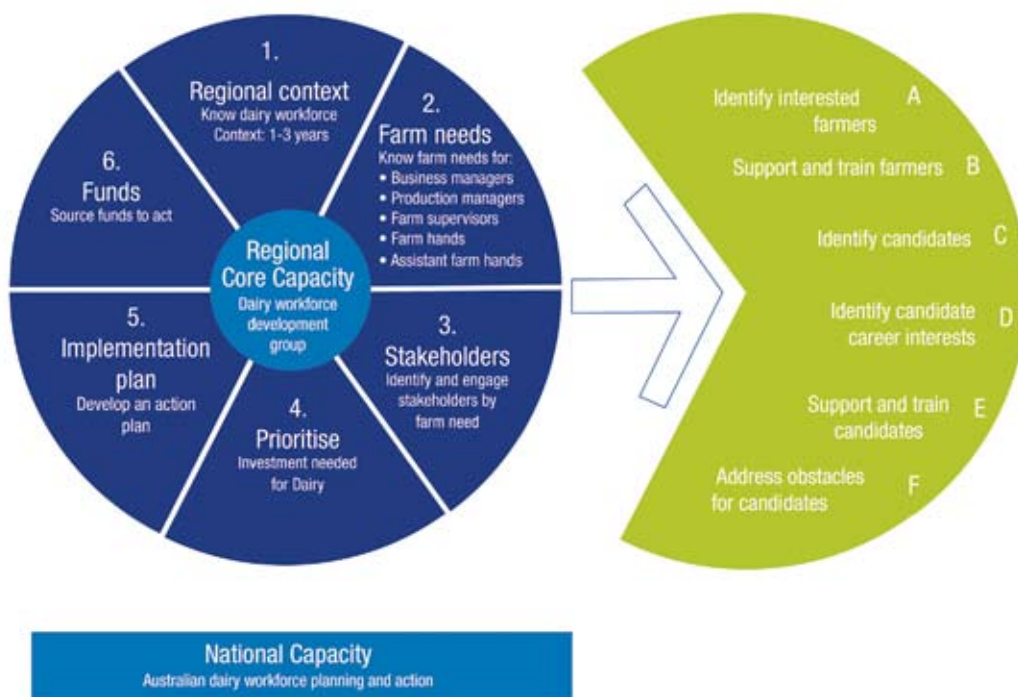 1.
Regional context
Know dairy workforce
Context: 1-3 years
2.
Farm needs
Know farm needs for:
• Business managers
• Production managers
• Farm supervisors
• Farm hands
• Assistant farm hands
3.
Stakeholders
Identify and engage
stakeholders by
farm need
4.
Prioritise
Investment needed
for Dairy
5.
Implementation
plan
Develop an action
plan
6.
Funds
Source funds to act
Regional
Core Capacity
Dairy workforce
development
group
Identify interested
farmers
A
Support and train farmers B
Identify candidates C
Identify candidate
career interests
D
Support and train
candidates
E
Address obstacles
for candidates
F
National Capacity
Australian dairy workforce planning and action